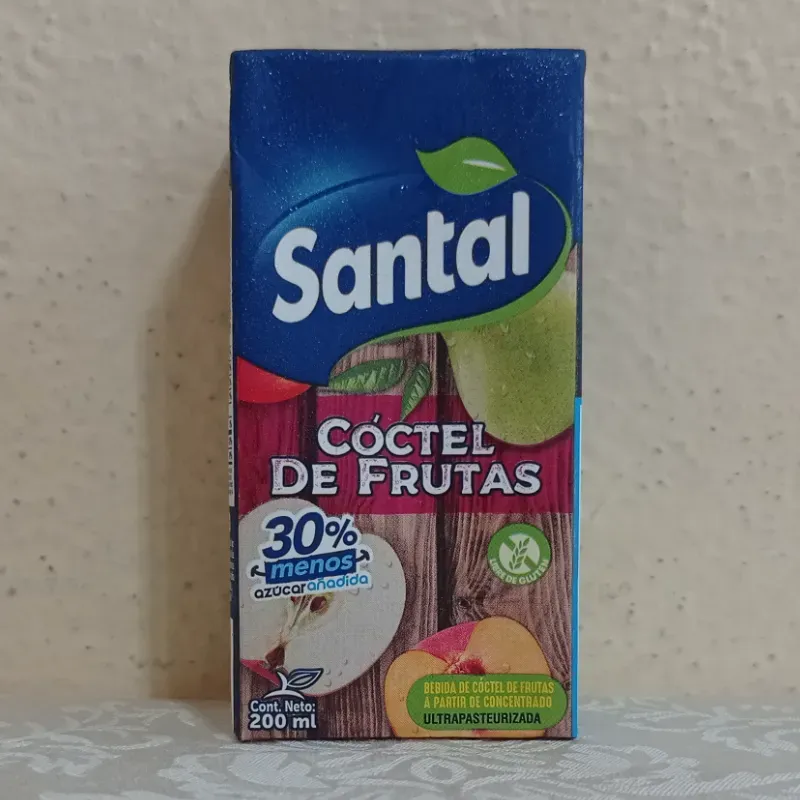 Santal
CÓCTEL
DE FRUTAS
30%
menos
azúcar añadida
LIBRE DE GLUTEN
BEBIDA DE CÓCTEL DE FRUTAS
A PARTIR DE CONCENTRADO
ULTRAPASTEURIZADA
Cont. Neto:
200 ml